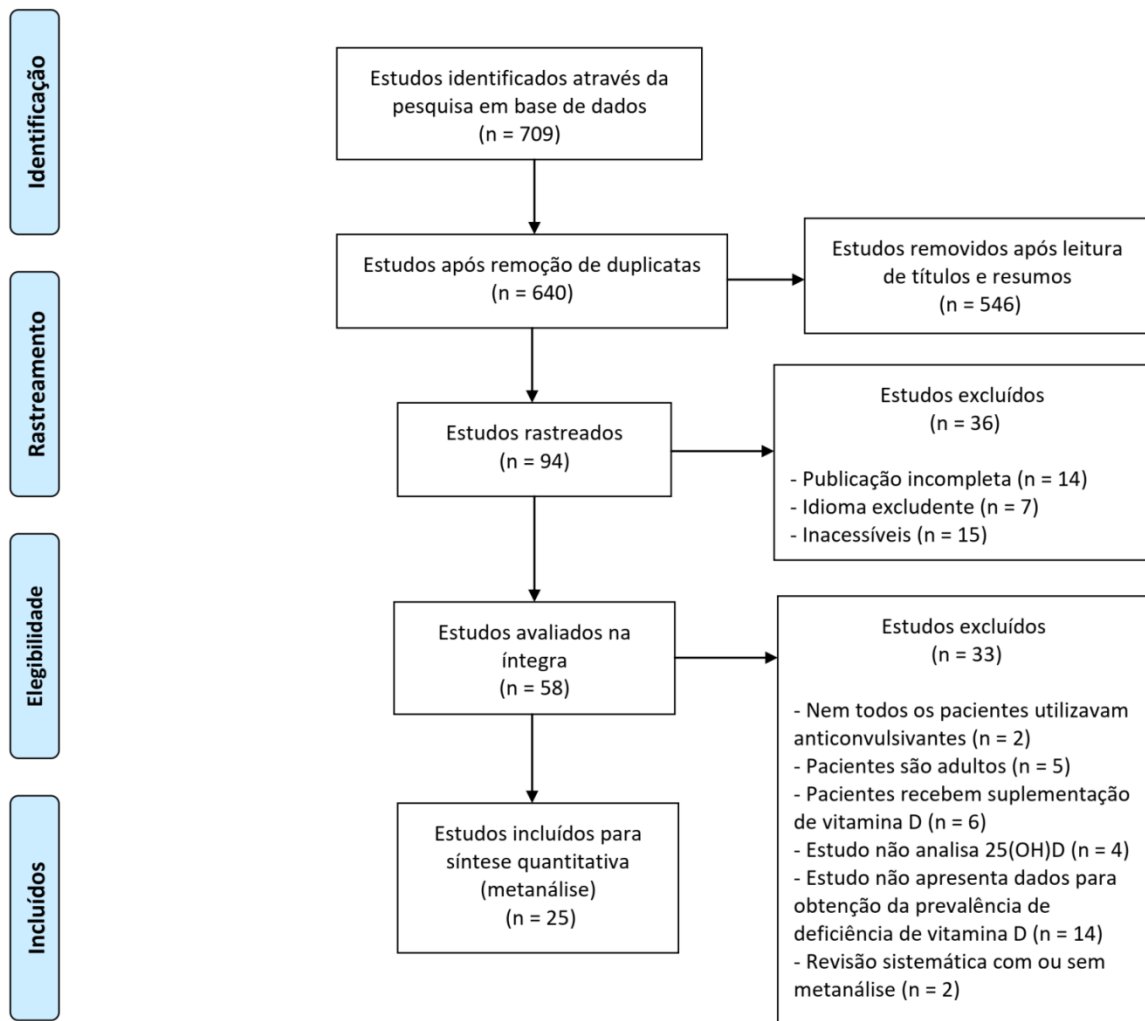 Identificação
Estudos identificados através da
pesquisa em base de dados
(n = 709)
Estudos após remoção de duplicatas
(n = 640)
Estudos removidos após leitura
de títulos e resumos
(n = 546)
Rastreamento
Estudos rastreados
(n = 94)
Estudos excluídos
(n = 36)
- Publicação incompleta (n = 14)
- Idioma excludente (n = 7)
- Inacessíveis (n = 15)
Elegibilidade
Estudos avaliados na
íntegra
(n = 58)
Estudos excluídos
(n = 33)
- Nem todos os pacientes utilizavam
anticonvulsivantes (n = 2)
- Pacientes são adultos (n = 5)
- Pacientes recebem suplementação
de vitamina D (n = 6)
- Estudo não analisa 25(OH)D (n = 4)
- Estudo não apresenta dados para
obtenção da prevalência de
deficiência de vitamina D (n = 14)
- Revisão sistemática com ou sem
metanálise (n = 2)
Incluídos
Estudos incluídos para
síntese quantitativa
(metanálise)
(n = 25)